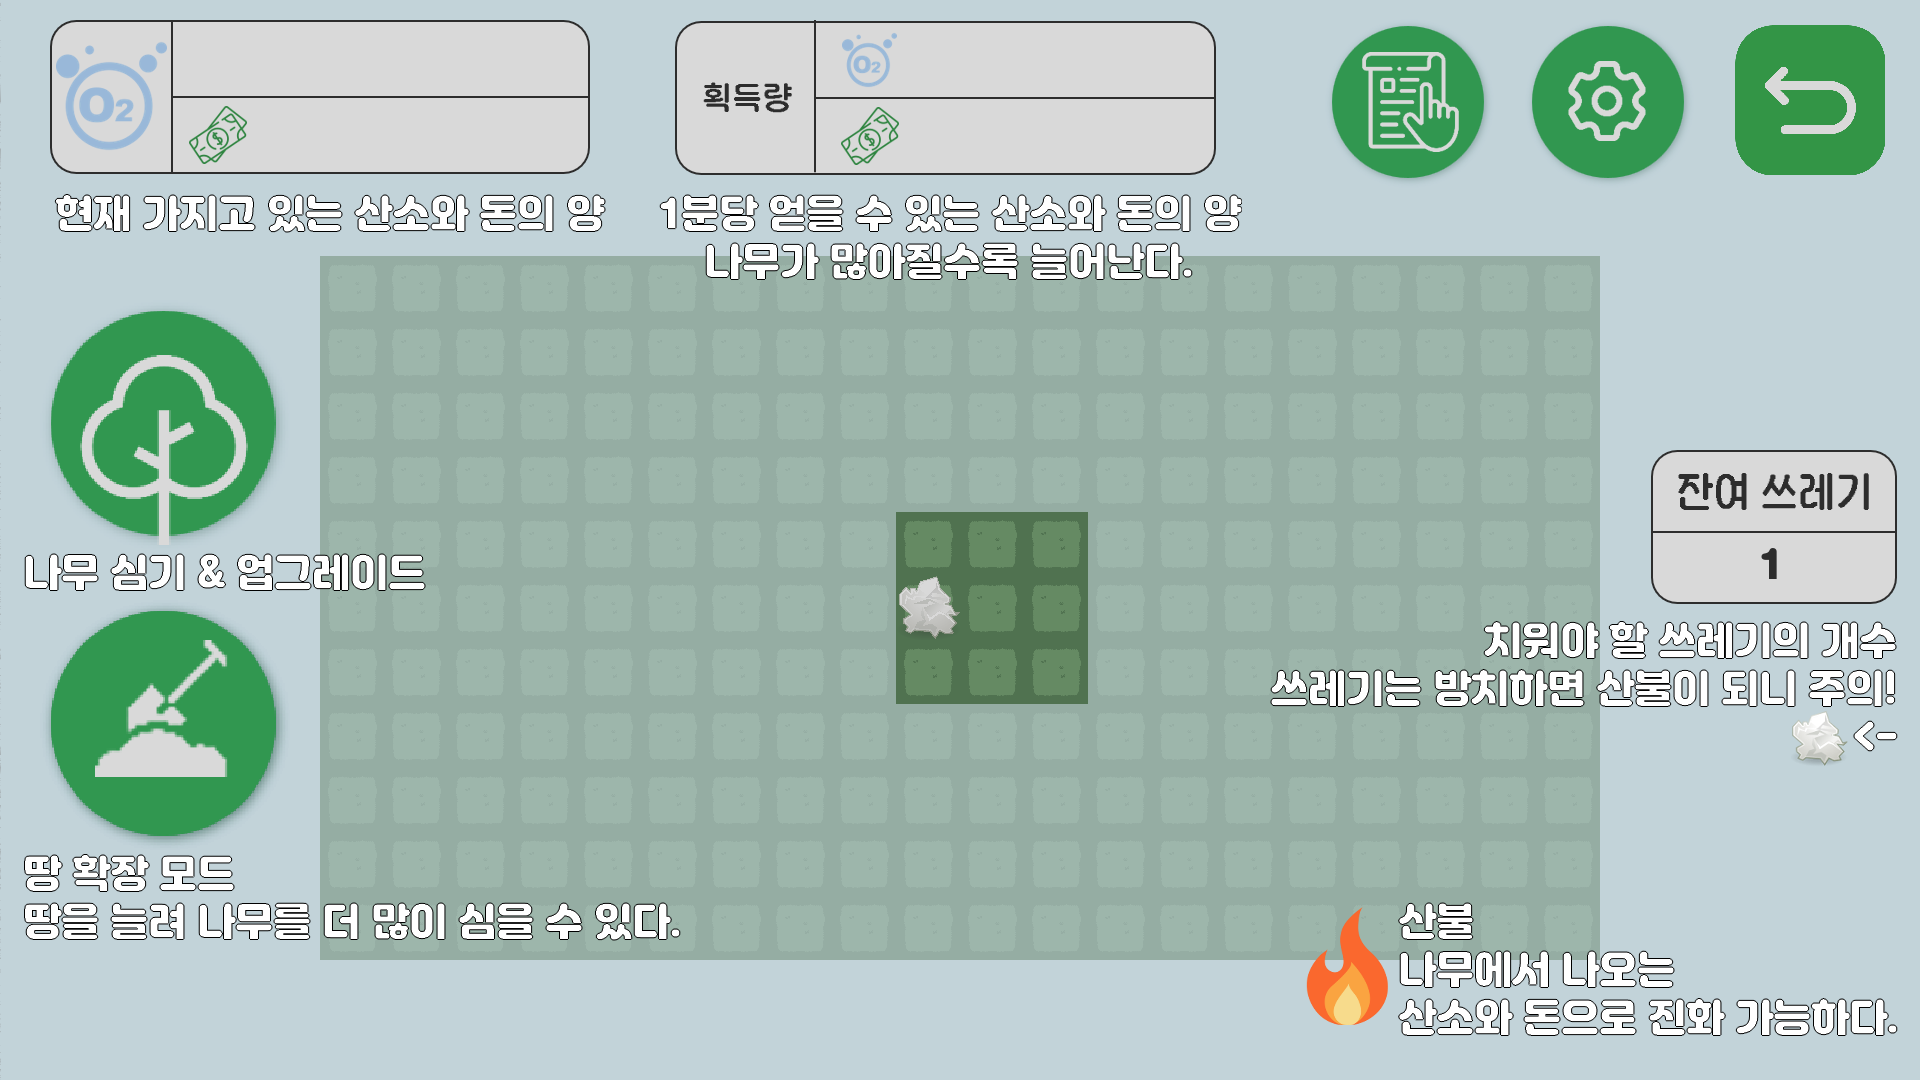 O2
획득량
O2
현재 가지고 있는 산소와 돈의 양
1분당 얻을 수 있는 산소와 돈의 양
나무가 많아질수록 늘어난다.
나무 심기 & 업그레이드
잔여 쓰레기
1
치워야 할 쓰레기의 개수
쓰레기는 방치하면 산불이 되니 주의!
<-
땅 확장 모드
땅을 늘려 나무를 더 많이 심을 수 있다.
산불
나무에서 나오는
산소와 돈으로 진화 가능하다.